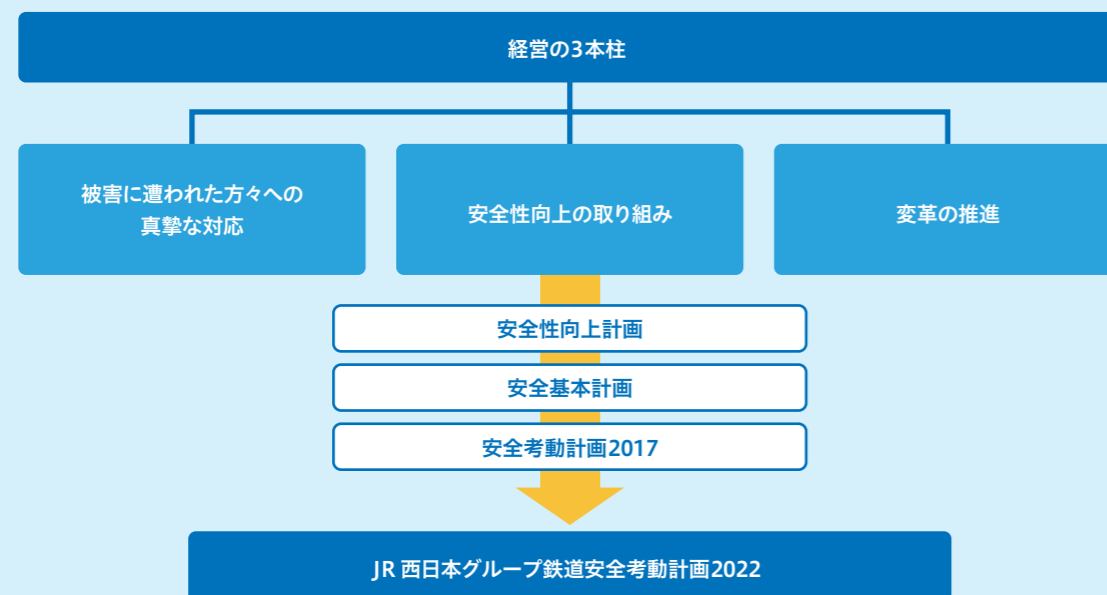 経営の3本柱
被害に遭われた方々への
真摯な対応
安全性向上の取り組み
変革の推進
安全性向上計画
安全基本計画
安全考動計画2017
JR 西日本グループ鉄道安全考動計画2022